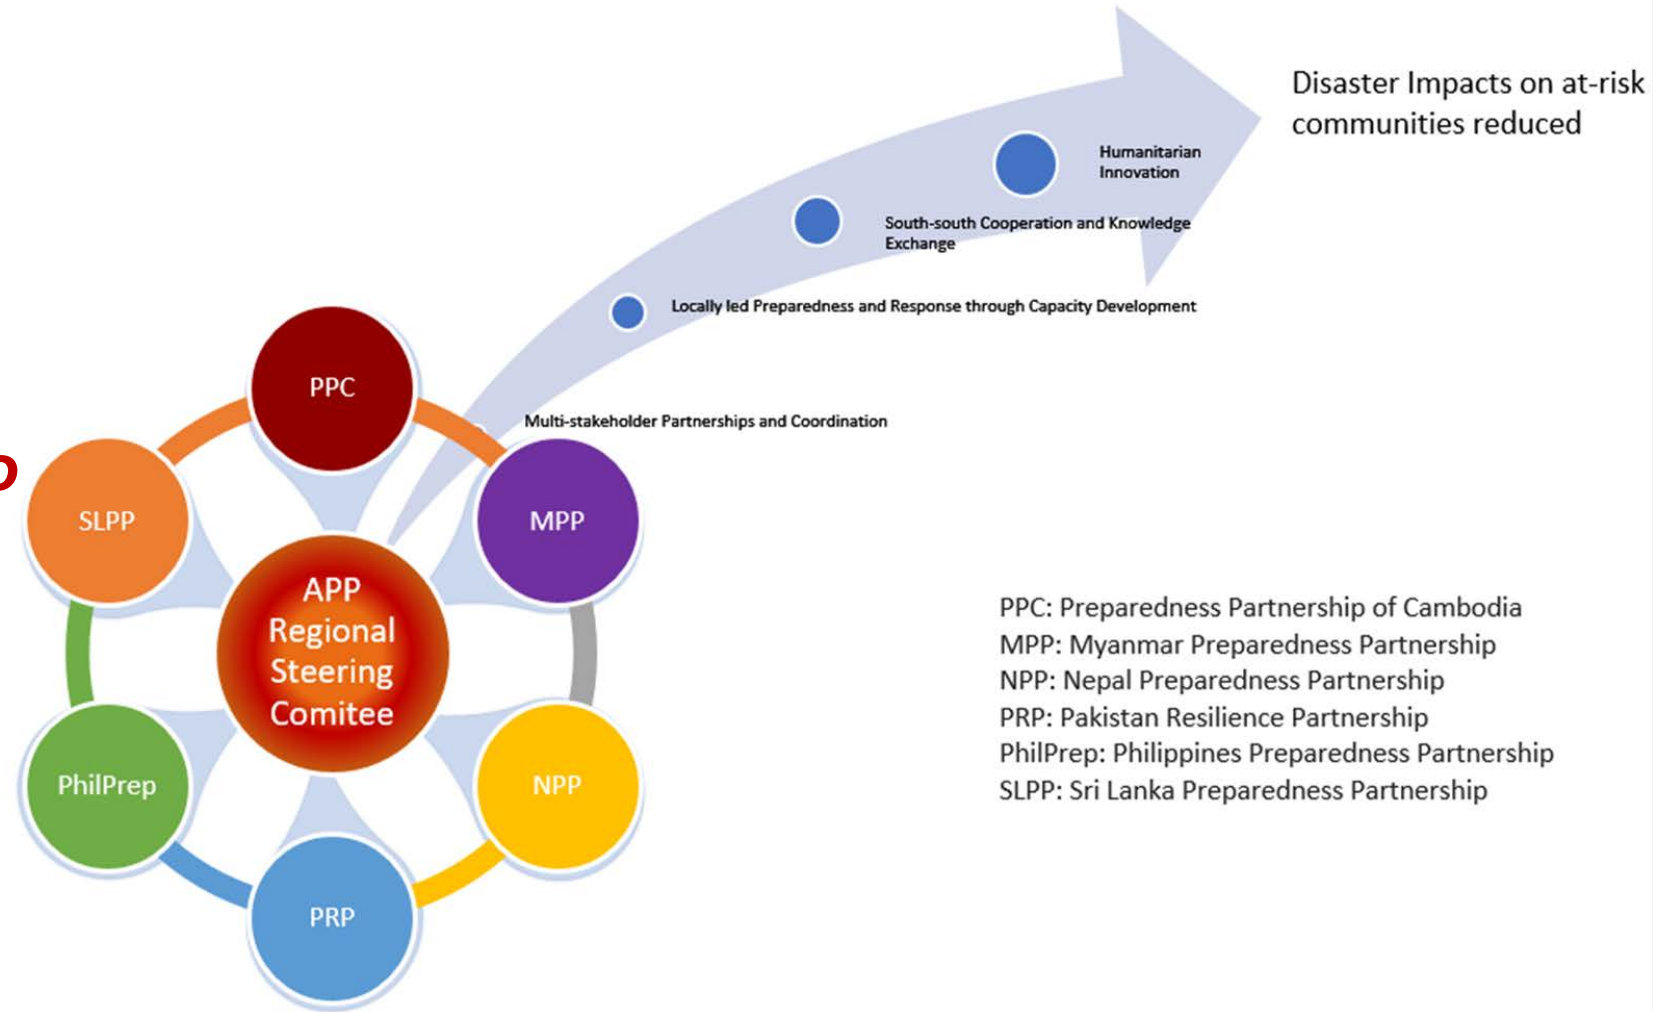 Disaster Impacts on at-risk
communities reduced
Humanitarian
Innovation
South-south Cooperation and Knowledge
Exchange
Locally led Preparedness and Response through Capacity Development
Multi-stakeholder Partnerships and Coordination
PPC
SLPP
MPP
APP
Regional
Steering
Comitee
PhilPrep
NPP
PRP
PPC: Preparedness Partnership of Cambodia
MPP: Myanmar Preparedness Partnership
NPP: Nepal Preparedness Partnership
PRP: Pakistan Resilience Partnership
PhilPrep: Philippines Preparedness Partnership
SLPP: Sri Lanka Preparedness Partnership